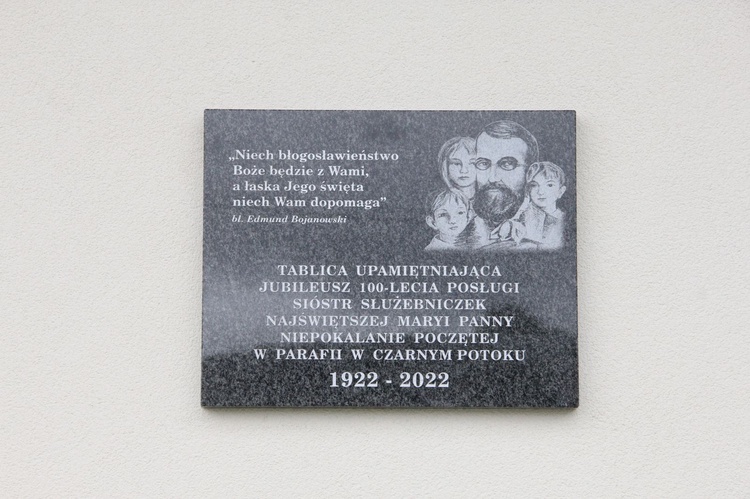 „Niech błogosławieństwo
Boże będzie z Wami,
a łaska Jego święta
niech Wam dopomaga”
bł. Edmund Bojanowski
TABLICA UPAMIĘTNIAJĄCA
JUBILEUSZ 100-LECIA POSŁUGI
SIÓSTR SŁUŻEBNICZEK
NAJŚWIĘTSZEJ MARYI PANNY
NIEPOKALANIE POCZĘTEJ
W PARAFII W CZARNYM POTOKU
1922 - 2022